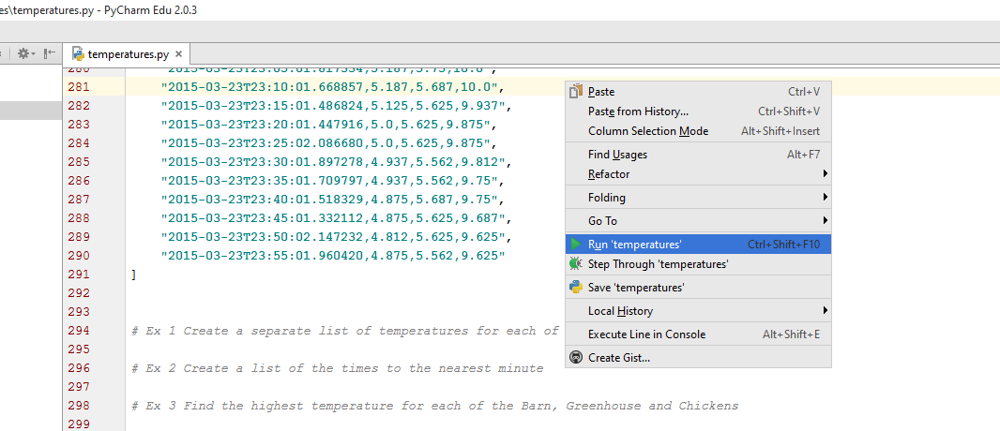 es\temperatures.py - PyCharm Edu 2.0.3
temperatures.py
280 "2015-03-23T23:05:01.817334,5.187,5.75,10.0",
281 "2015-03-23T23:10:01.668857,5.187,5.687,10.0",
282 "2015-03-23T23:15:01.486824,5.125,5.625,9.937",
283 "2015-03-23T23:20:01.447916,5.0,5.625,9.875",
284 "2015-03-23T23:25:02.086680,5.0,5.625,9.875",
285 "2015-03-23T23:30:01.897278,4.937,5.562,9.812",
286 "2015-03-23T23:35:01.709797,4.937,5.562,9.75",
287 "2015-03-23T23:40:01.518329,4.875,5.687,9.75",
288 "2015-03-23T23:45:01.332112,4.875,5.625,9.687",
289 "2015-03-23T23:50:02.147232,4.812,5.625,9.625",
290 "2015-03-23T23:55:01.960420,4.875,5.562,9.625"
291 ]
292
293
294 # Ex 1 Create a separate list of temperatures for each of
295
296 # Ex 2 Create a list of the times to the nearest minute
297
298 # Ex 3 Find the highest temperature for each of the Barn, Greenhouse and Chickens
299
Paste Ctrl+V
Paste from History... Ctrl+Shift+V
Column Selection Mode Alt+Shift+Insert
Find Usages Alt+F7
Refactor
Folding
Go To
Run 'temperatures' Ctrl+Shift+F10
Step Through 'temperatures'
Save 'temperatures'
Local History
Execute Line in Console Alt+Shift+E
Create Gist...